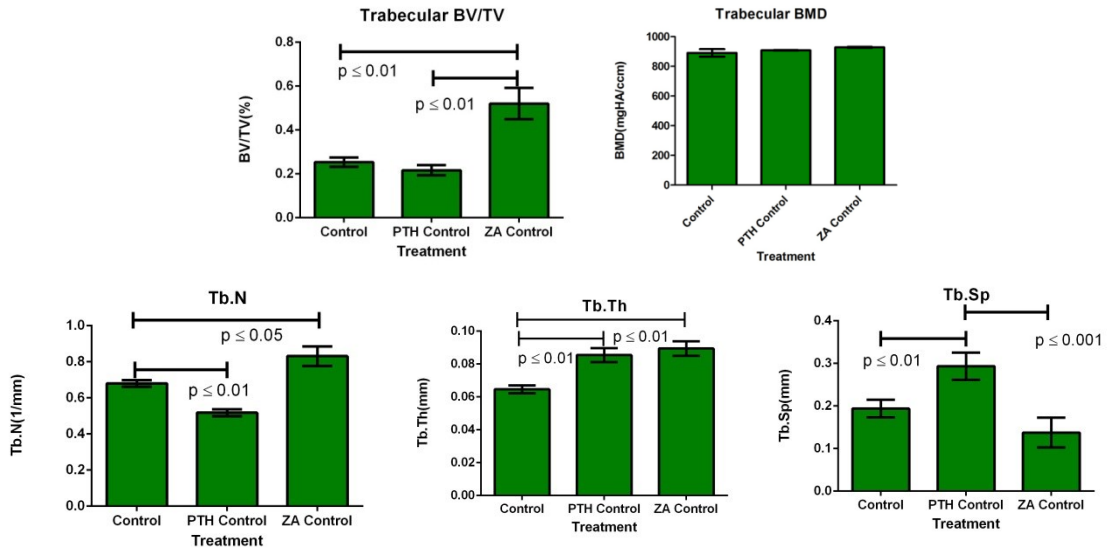 Trabecular BV/TV
BV/TV(%)
0.8
0.6
0.4
0.2
0.0
p ≤ 0.01
p ≤ 0.01
Control PTH Control ZA Control
Treatment
Trabecular BMD
BMD(mgHA/ccm)
1000
800
600
400
200
0
Control PTH Control ZA Control
Treatment
Tb.N
Tb.N(1/mm)
1.0
0.8
0.6
0.4
0.2
0.0
p ≤ 0.05
p ≤ 0.01
Control PTH Control ZA Control
Treatment
Tb.Th
Tb.Th(mm)
0.10
0.08
0.06
0.04
0.02
0.00
p ≤ 0.01
p ≤ 0.01
Control PTH Control ZA Control
Treatment
Tb.Sp
Tb.Sp(mm)
0.4
0.3
0.2
0.1
0.0
p ≤ 0.001
p ≤ 0.01
Control PTH Control ZA Control
Treatment